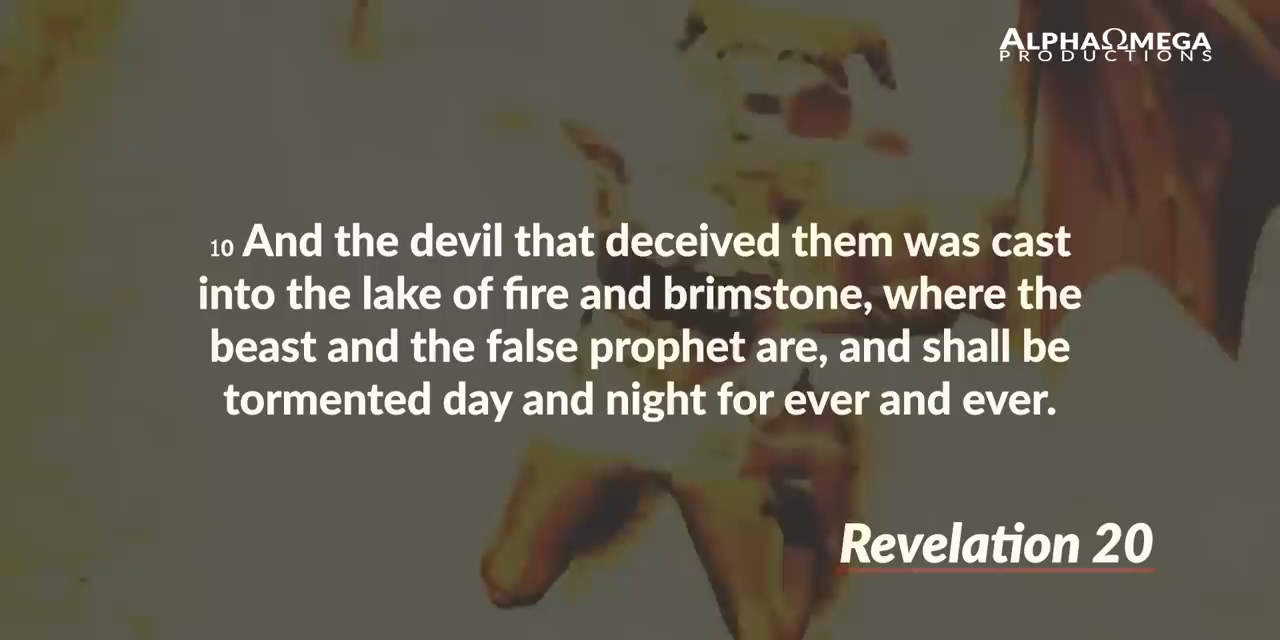 ALPHAΩMEGA
PRODUCTIONS
10 And the devil that deceived them was cast
into the lake of fire and brimstone, where the
beast and the false prophet are, and shall be
tormented day and night for ever and ever.
Revelation 20